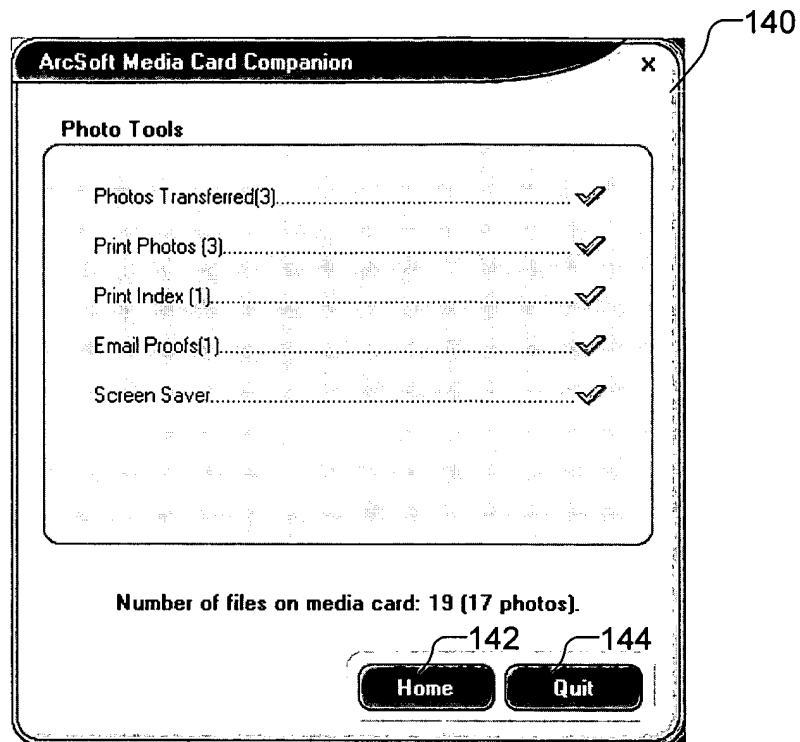 140
ArcSoft Media Card Companion x
Photo Tools
Photos Transferred(3)
Print Photos (3)
Print Index (1)
Email Proofs(1)
Screen Saver
Number of files on media card: 19 (17 photos).
142 144
Home Quit